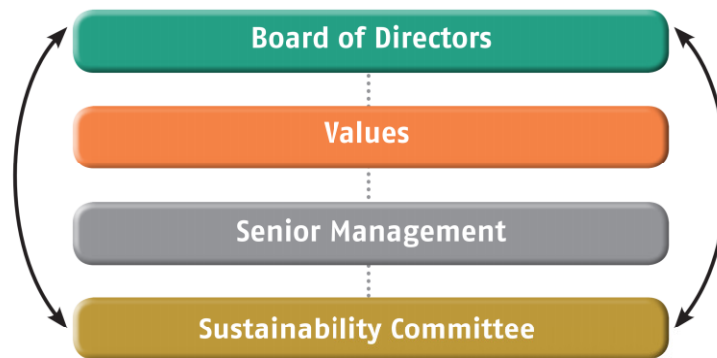 Board of Directors
Values
Senior Management
Sustainability Committee